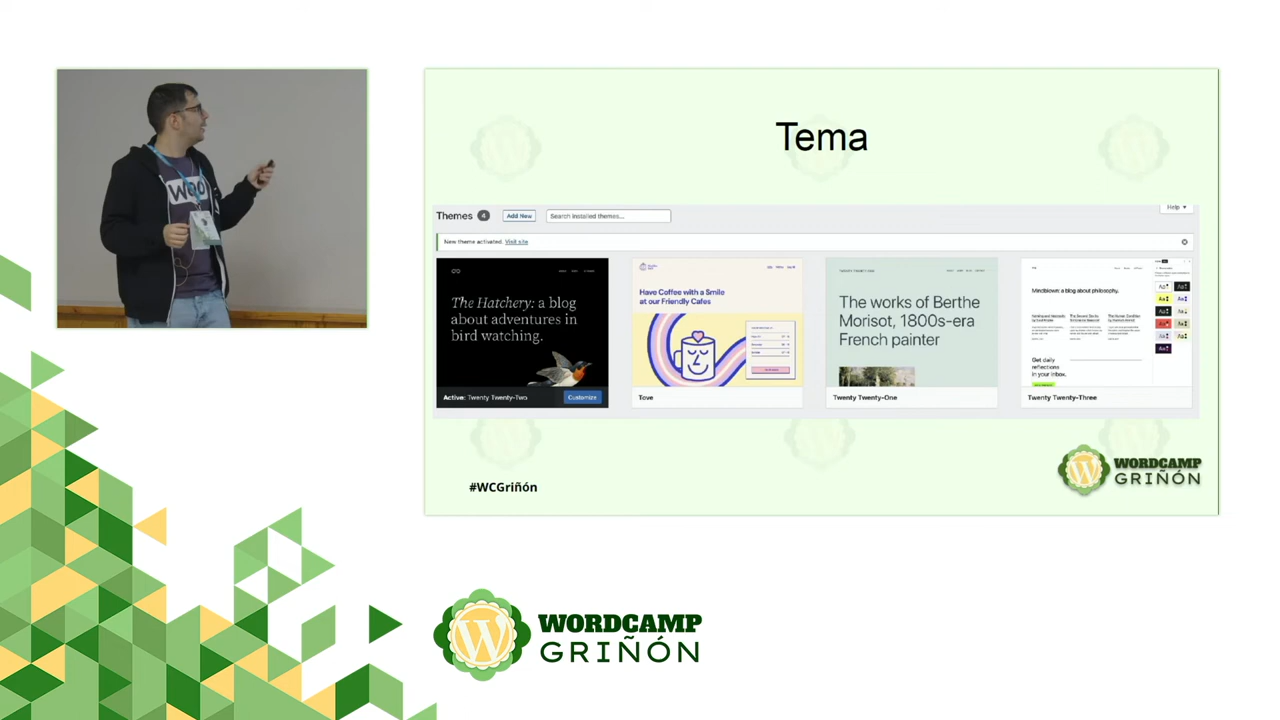 WOO
Tema
Themes 4 Add New Search installed themes... Help ▼
New theme activated. Visit site
The Hatchery: a blog
about adventures in
bird watching.
Active: Twenty Twenty-Two Customize
Have Coffee with a Smile
at our Friendly Cafes
Tove
TWENTY TWENTY-ONE
The works of Berthe
Morisot, 1800s-era
French painter
Twenty Twenty-One
Mindblown: a blog about philosophy.
Get daily
reflections
in your inbox.
Twenty Twenty-Three
#WCGriñón
WORDCAMP
GRIÑÓN
WORDCAMP
GRIÑÓN